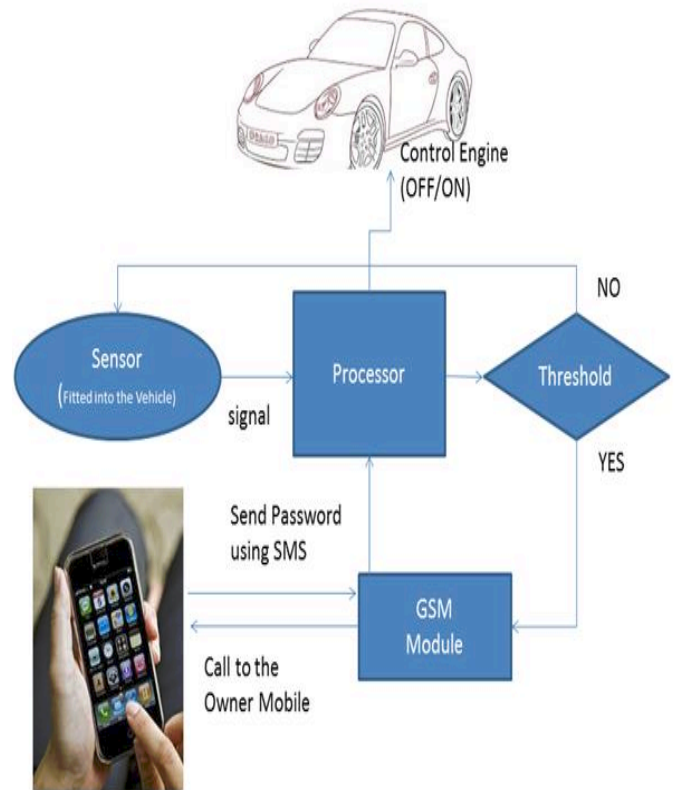 Control Engine
(OFF/ON)
NO
Sensor
(Fitted into the Vehicle)
Processor
Threshold
signal
YES
Send Password
using SMS
GSM
Module
Call to the
Owner Mobile